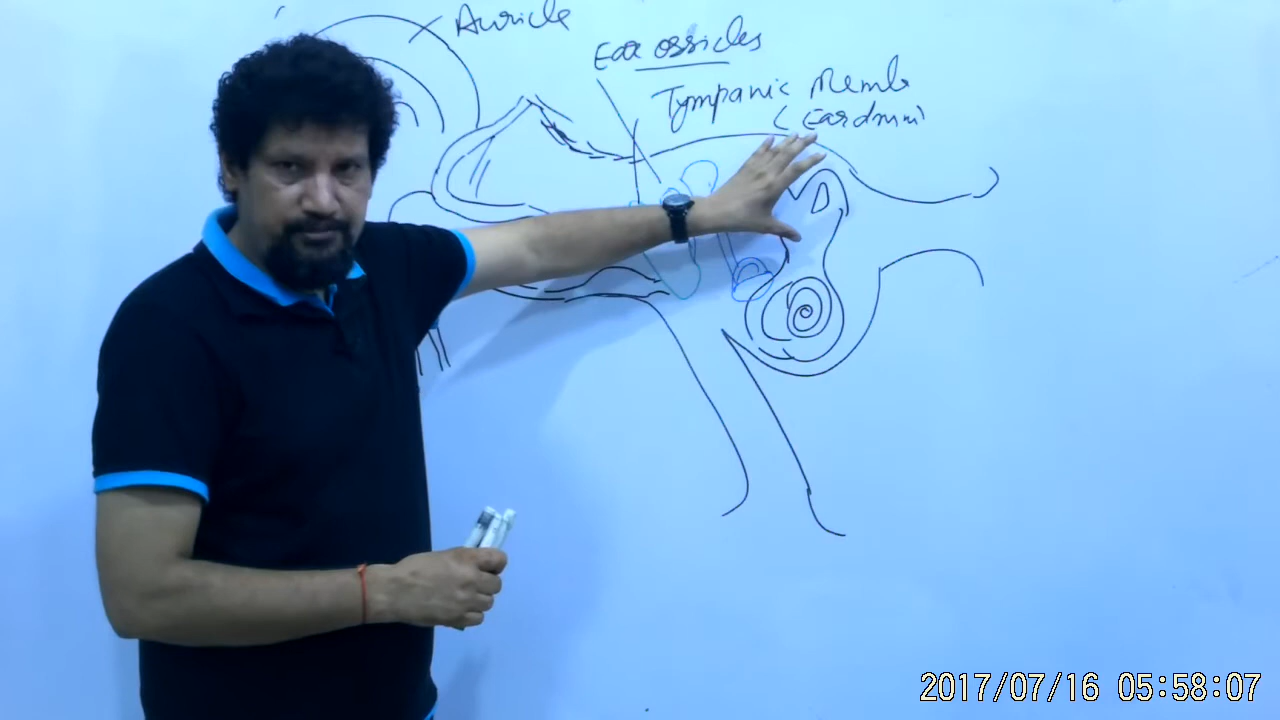 Auricle
Ear ossicles
Tympanic Memb
(Eardrum)
2017/07/16 05:58:07